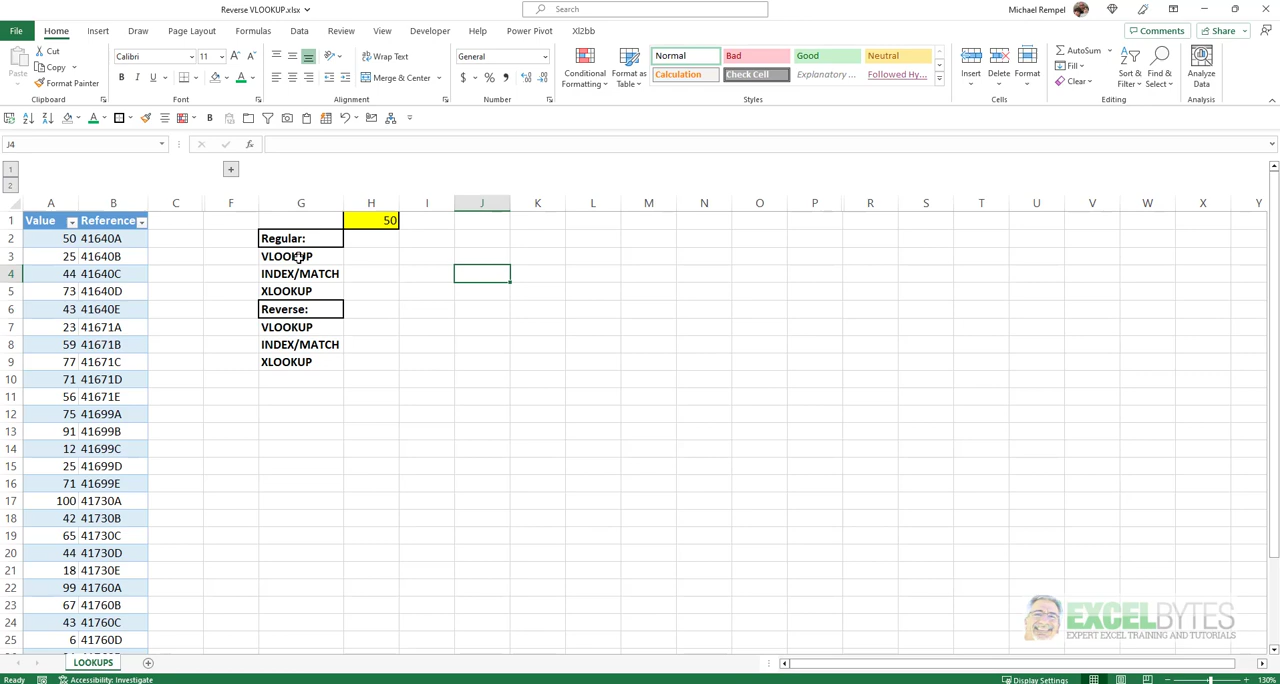 Reverse VLOOKUP.xlsx
Search
Michael Rempel
File Home Insert Draw Page Layout Formulas Data Review View Developer Help Power Pivot Xl2bb
Comments Share
Paste
Cut
Copy
Format Painter
Clipboard
Calibri 11
B I U
Font
Wrap Text
Merge & Center
Alignment
General
$ % 9
Number
Conditional Formatting
Format as Table
Normal Bad Good Neutral
Calculation Check Cell Explanatory ... Followed Hy...
Styles
Insert Delete Format
Cells
AutoSum
Fill
Clear
Sort & Filter
Find & Select
Editing
Analyze Data
Analysis
J4
fx
1
2
A B C F G H I J K L M N O P R S T U V W X Y
1 Value Reference 50
2 50 41640A Regular:
3 25 41640B VLOOKUP
4 44 41640C INDEX/MATCH
5 73 41640D XLOOKUP
6 43 41640E Reverse:
7 23 41671A VLOOKUP
8 59 41671B INDEX/MATCH
9 77 41671C XLOOKUP
10 71 41671D
11 56 41671E
12 75 41699A
13 91 41699B
14 12 41699C
15 25 41699D
16 71 41699E
17 100 41730A
18 42 41730B
19 65 41730C
20 44 41730D
21 18 41730E
22 99 41760A
23 67 41760B
24 43 41760C
25 6 41760D
EXCELBYTES
EXPERT EXCEL TRAINING AND TUTORIALS
LOOKUPS
Ready Accessibility: Investigate Display Settings 130%